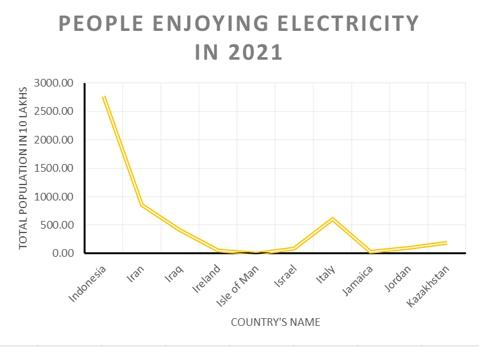 PEOPLE ENJOYING ELECTRICITY
IN 2021
TOTAL POPULATION IN 10 LAKHS
3000.00
2500.00
2000.00
1500.00
1000.00
500.00
0.00
Indonesia
Iran
Iraq
Ireland
Isle of Man
Israel
Italy
Jamaica
Jordan
Kazakhstan
COUNTRY'S NAME